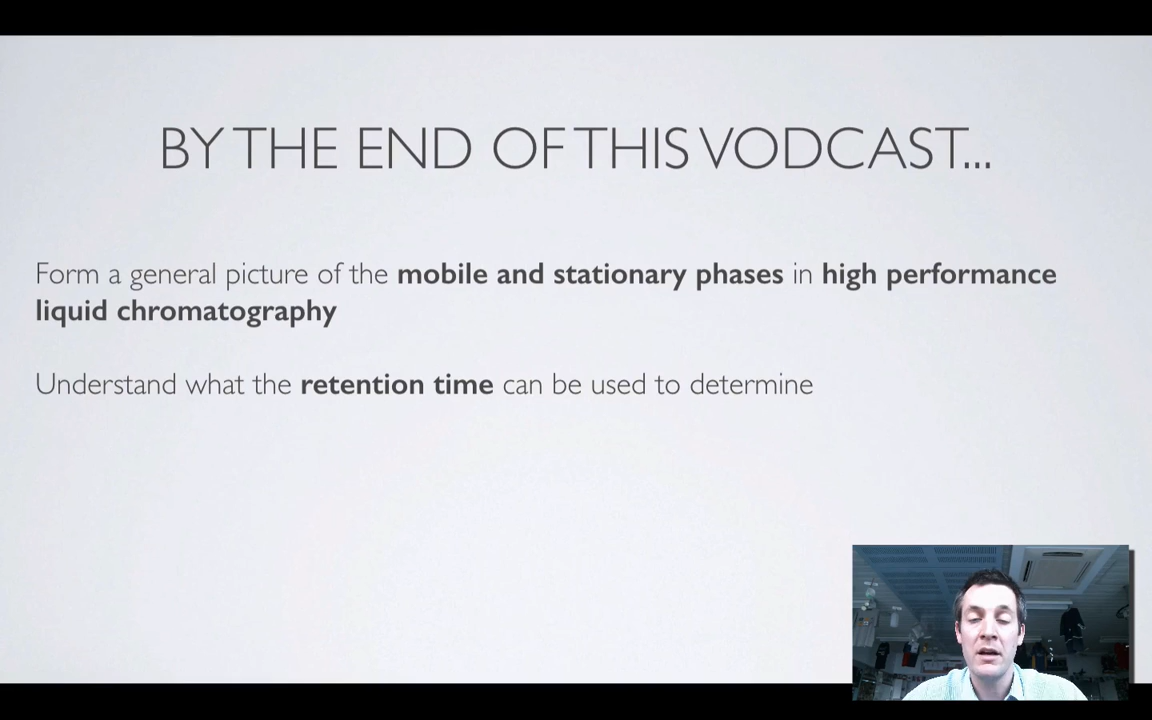 BY THE END OF THIS VODCAST...
Form a general picture of the mobile and stationary phases in high performance
liquid chromatography
Understand what the retention time can be used to determine